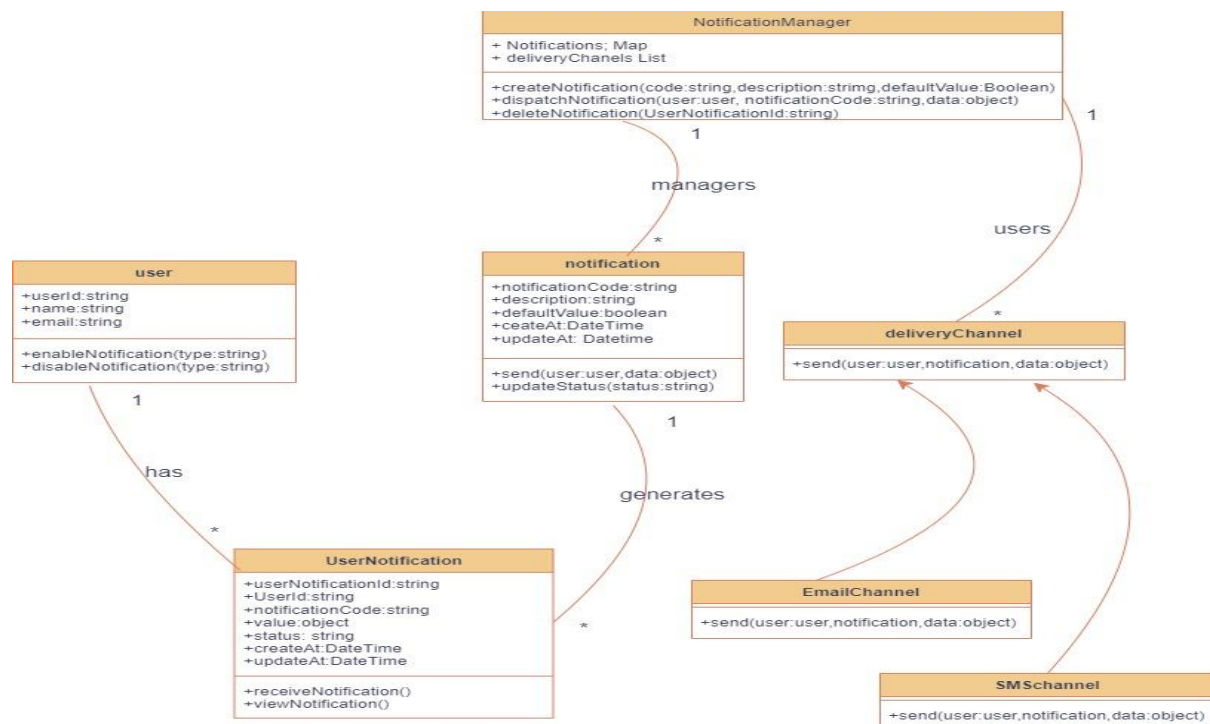 NotificationManager
+ Notifications; Map
+ deliveryChanels List
+createNotification(code:string,description:strimg,defaultValue:Boolean)
+dispatchNotification(user:user, notificationCode:string,data:object)
+deleteNotification(UserNotificationId:string)
1
1
managers
users
*
*
user
+userId:string
+name:string
+email:string
+enableNotification(type:string)
+disableNotification(type:string)
notification
+notificationCode:string
+description:string
+defaultValue:boolean
+ceateAt:DateTime
+updateAt: Datetime
+send(user:user,data:object)
+updateStatus(status:string)
deliveryChannel
+send(user:user,notification,data:object)
1
1
has
generates
*
*
UserNotification
+userNotificationId:string
+UserId:string
+notificationCode:string
+value:object
+status: string
+createAt:DateTime
+updateAt:DateTime
+receiveNotification()
+viewNotification()
EmailChannel
+send(user:user,notification,data:object)
SMSchannel
+send(user:user,notification,data:object)